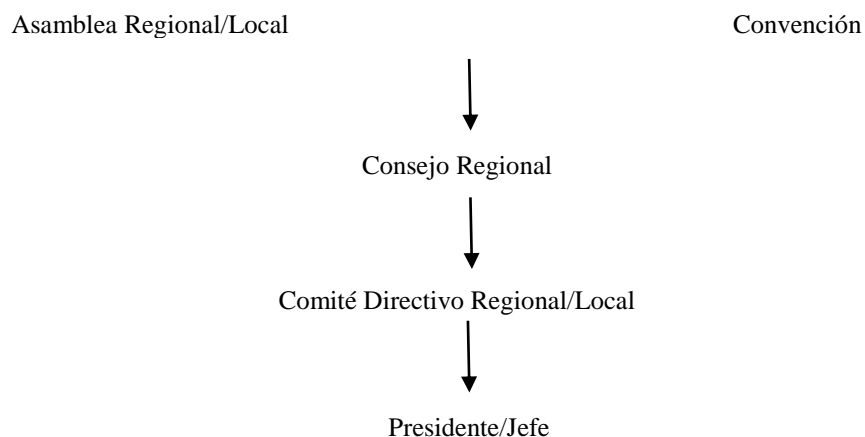 Asamblea Regional/Local Convención
Consejo Regional
Comité Directivo Regional/Local
Presidente/Jefe